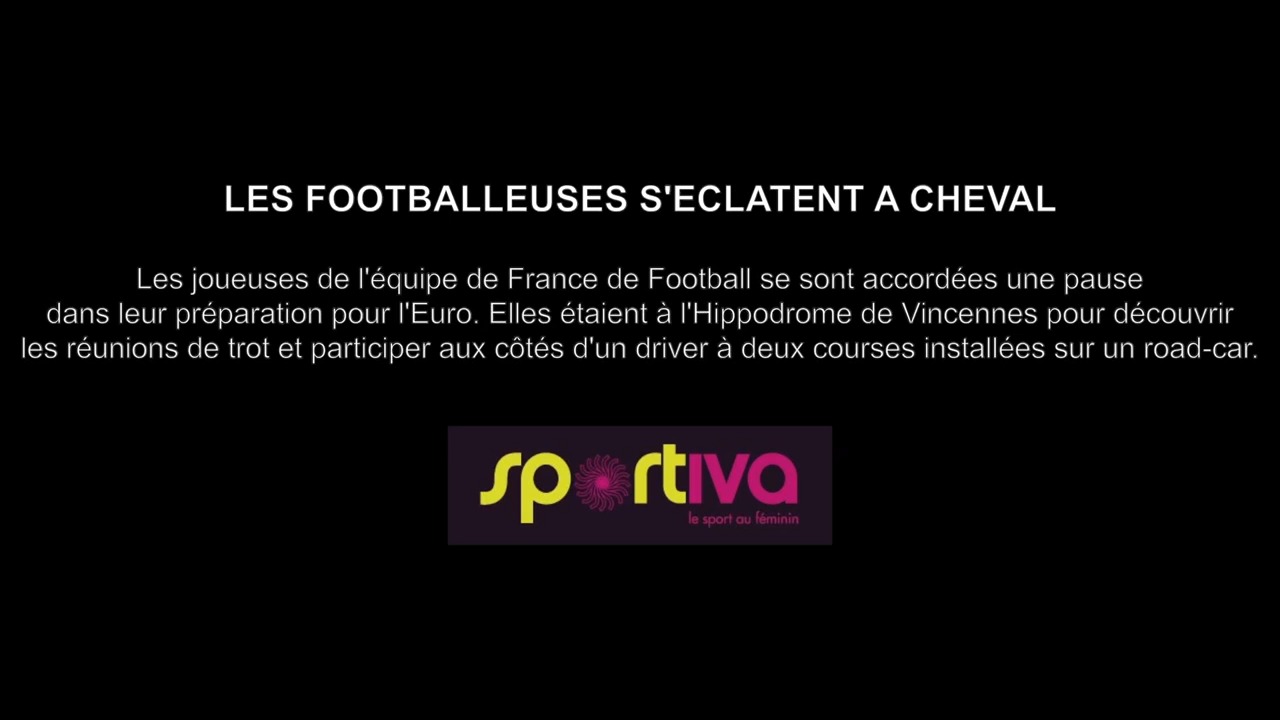 LES FOOTBALLEUSES S'ECLATENT A CHEVAL
Les joueuses de l'équipe de France de Football se sont accordées une pause
dans leur préparation pour l'Euro. Elles étaient à l'Hippodrome de Vincennes pour découvrir
les réunions de trot et participer aux côtés d'un driver à deux courses installées sur un road-car.
sportiva
le sport au féminin